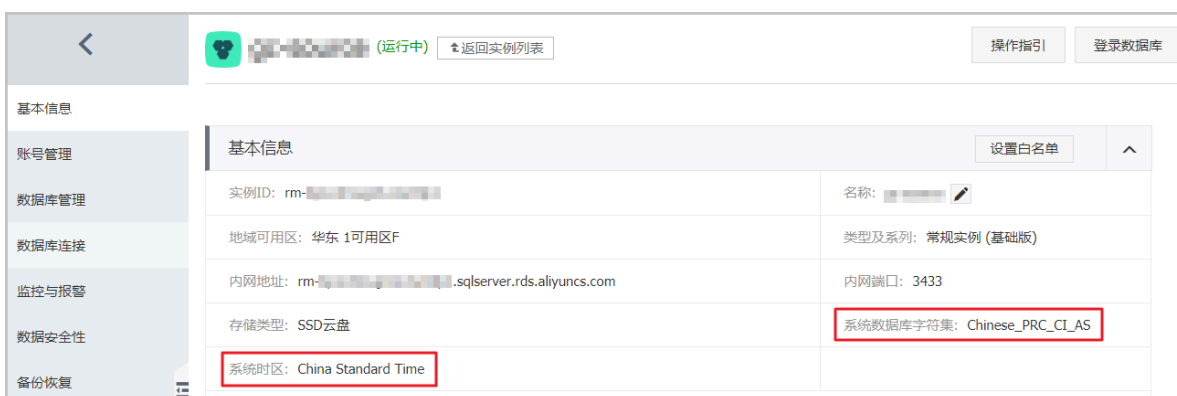 (运行中) 返回实例列表 操作指引 登录数据库
基本信息
账号管理
数据库管理
数据库连接
监控与报警
数据安全性
备份恢复
基本信息 设置白名单
实例ID: rm- 名称:
地域可用区: 华东 1可用区F 类型及系列: 常规实例 (基础版)
内网地址: rm- .sqlserver.rds.aliyuncs.com 内网端口: 3433
存储类型: SSD云盘 系统数据库字符集: Chinese_PRC_CI_AS
系统时区: China Standard Time